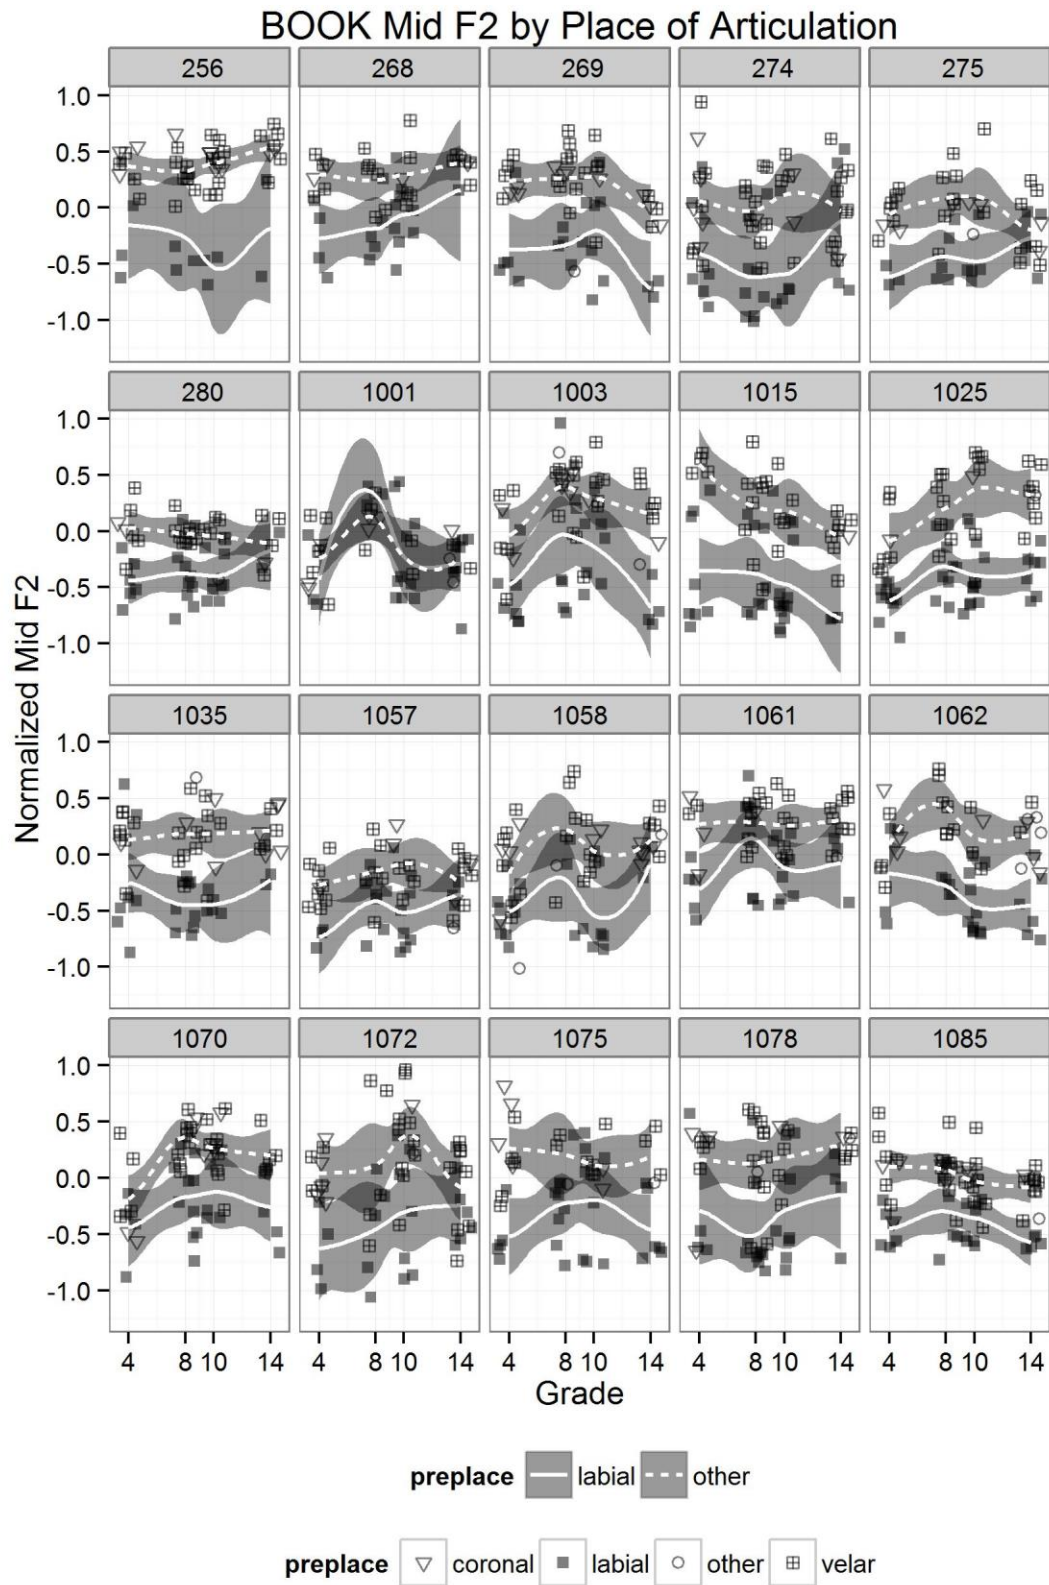 BOOK Mid F2 by Place of Articulation
256 268 269 274 275
1.0
0.5
0.0
-0.5
-1.0
280 1001 1003 1015 1025
1.0
0.5
0.0
-0.5
-1.0
Normalized Mid F2
1035 1057 1058 1061 1062
1.0
0.5
0.0
-0.5
-1.0
1070 1072 1075 1078 1085
1.0
0.5
0.0
-0.5
-1.0
4 8 10 14 4 8 10 14 4 8 10 14 4 8 10 14 4 8 10 14
Grade
preplace labial other
preplace coronal labial other velar